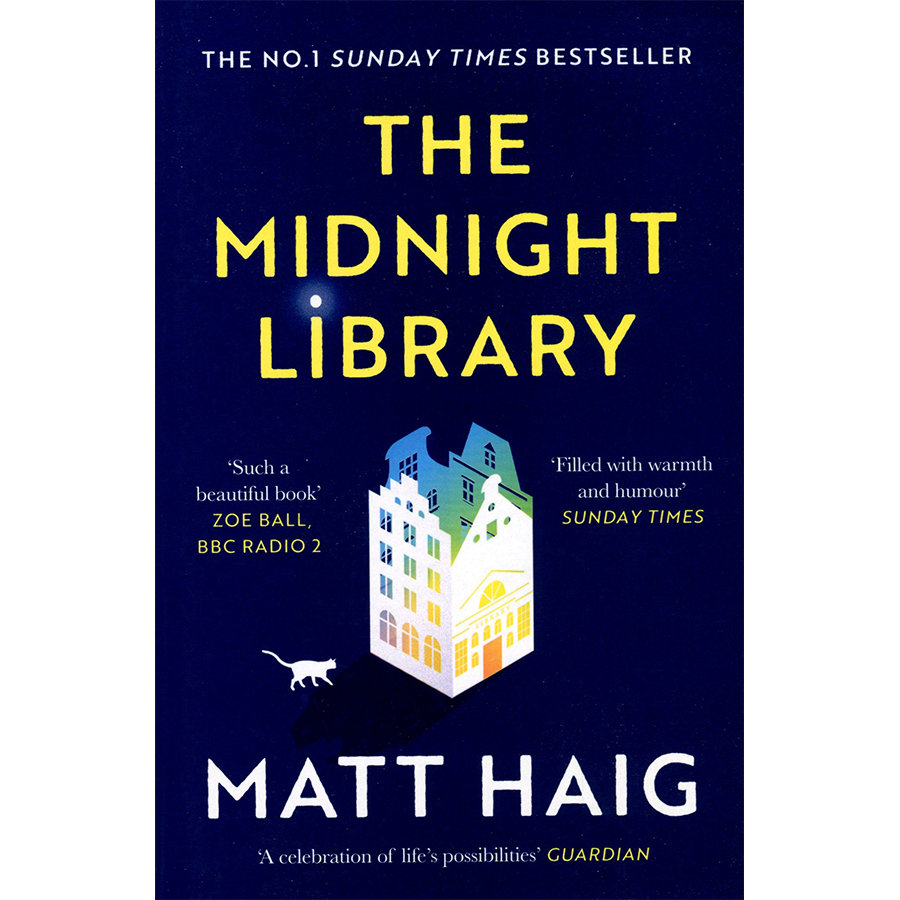 THE NO.1 SUNDAY TIMES BESTSELLER
THE
MIDNIGHT
LiBRARY
‘Such a
beautiful book’
ZOE BALL,
BBC RADIO 2
‘Filled with warmth
and humour’
SUNDAY TIMES
LIBRARY
MATT HAIG
‘A celebration of life’s possibilities’ GUARDIAN